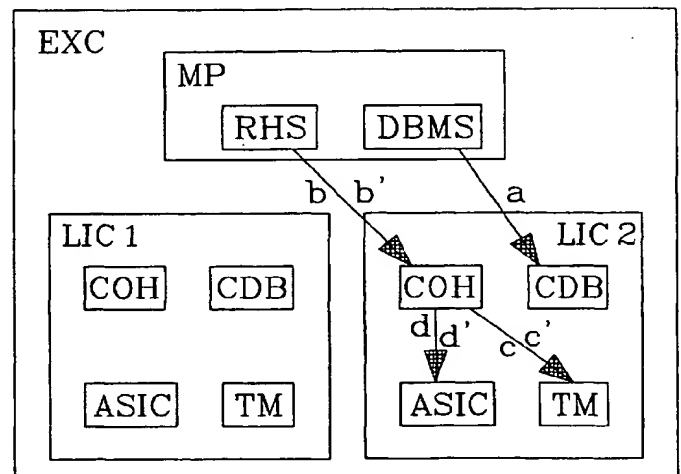 EXC
MP
RHS DBMS
b b' a
LIC 1 LIC 2
COH CDB COH CDB
d d' c c'
ASIC TM ASIC TM